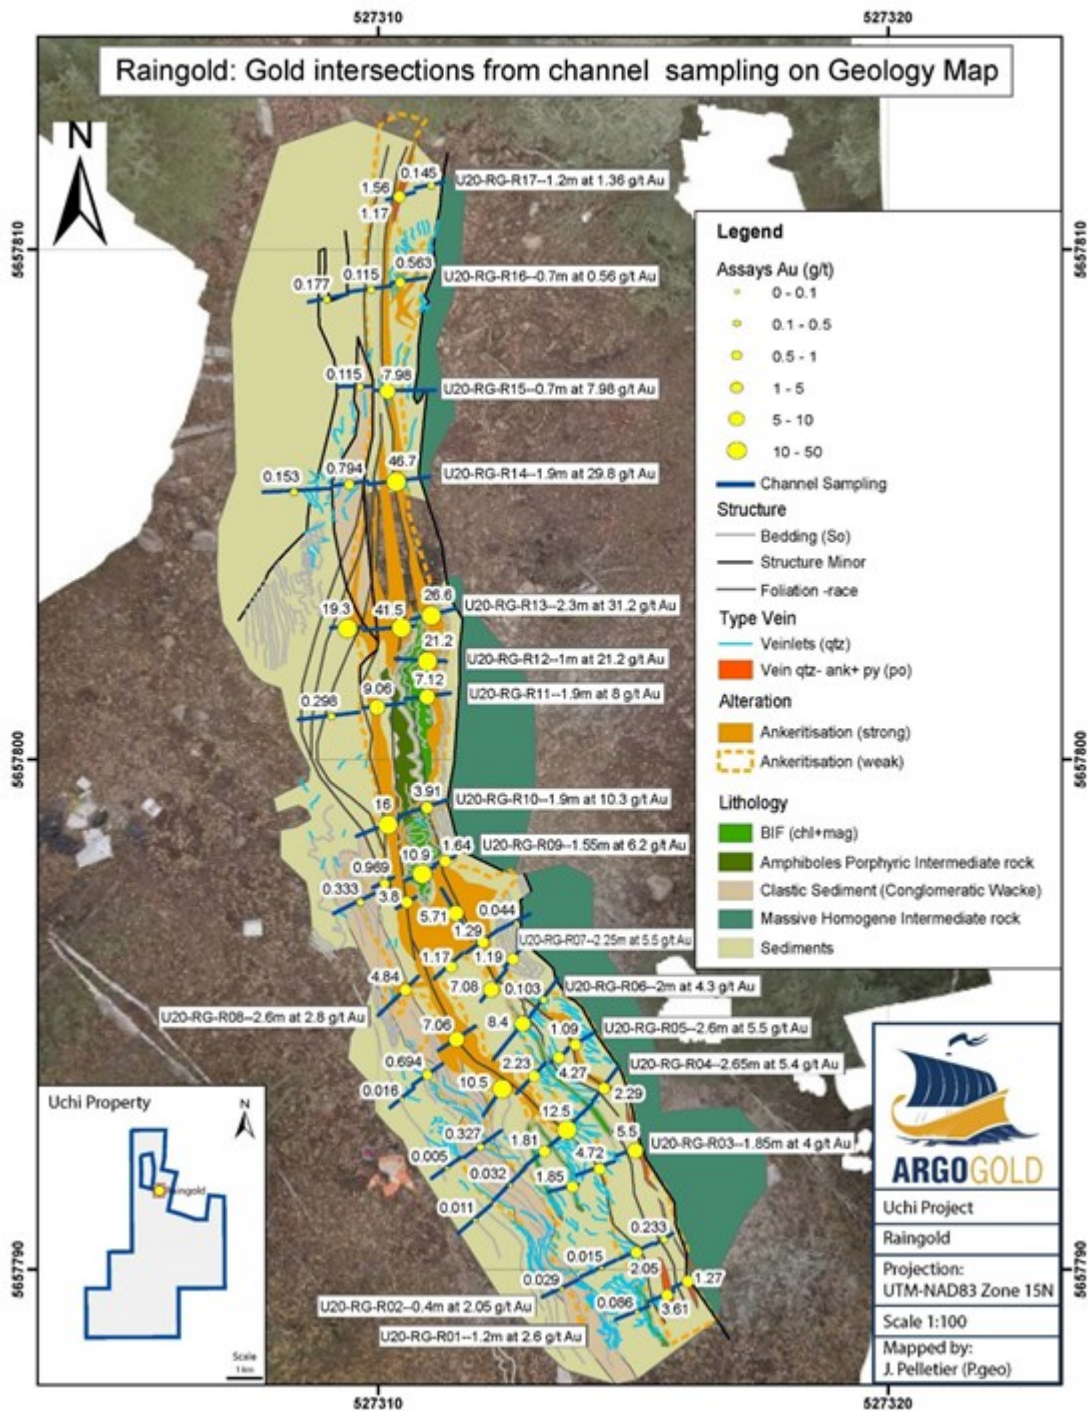 527310
527320
Raingold: Gold intersections from channel sampling on Geology Map
N
5657810
5657810
5657800
5657800
5657790
5657790
0.145
1.56
1.17
U20-RG-R17--1.2m at 1.36 g/t Au
0.563
0.115
0.177
U20-RG-R16--0.7m at 0.56 g/t Au
0.115
7.98
U20-RG-R15--0.7m at 7.98 g/t Au
46.7
0.794
0.153
U20-RG-R14--1.9m at 29.8 g/t Au
26.6
41.5
19.3
U20-RG-R13--2.3m at 31.2 g/t Au
21.2
U20-RG-R12--1m at 21.2 g/t Au
7.12
9.06
0.298
U20-RG-R11--1.9m at 8 g/t Au
3.91
16
U20-RG-R10--1.9m at 10.3 g/t Au
1.64
10.9
0.969
0.333
3.8
U20-RG-R09--1.55m at 6.2 g/t Au
5.71
0.044
1.29
1.17
1.19
U20-RG-R07--2.25m at 5.5 g/t Au
4.84
7.08
0.103
U20-RG-R06--2m at 4.3 g/t Au
U20-RG-R08--2.6m at 2.8 g/t Au
7.06
8.4
1.09
U20-RG-R05--2.6m at 5.5 g/t Au
0.694
2.23
4.27
U20-RG-R04--2.65m at 5.4 g/t Au
0.016
10.5
2.29
12.5
0.327
1.81
5.5
U20-RG-R03--1.85m at 4 g/t Au
0.005
0.032
4.72
1.85
0.011
0.233
0.015
2.05
0.029
1.27
0.086
3.61
U20-RG-R02--0.4m at 2.05 g/t Au
U20-RG-R01--1.2m at 2.6 g/t Au
Legend
Assays Au (g/t)
0 - 0.1
0.1 - 0.5
0.5 - 1
1 - 5
5 - 10
10 - 50
Channel Sampling
Structure
Bedding (So)
Structure Minor
Foliation -race
Type Vein
Veinlets (qtz)
Vein qtz- ank+ py (po)
Alteration
Ankeritisation (strong)
Ankeritisation (weak)
Lithology
BIF (chl+mag)
Amphiboles Porphyric Intermediate rock
Clastic Sediment (Conglomeratic Wacke)
Massive Homogene Intermediate rock
Sediments
Uchi Property
N
Raingold
Scale
1 km
ARGOGOLD
Uchi Project
Raingold
Projection:
UTM-NAD83 Zone 15N
Scale 1:100
Mapped by:
J. Pelletier (P.geo)
527310
527320